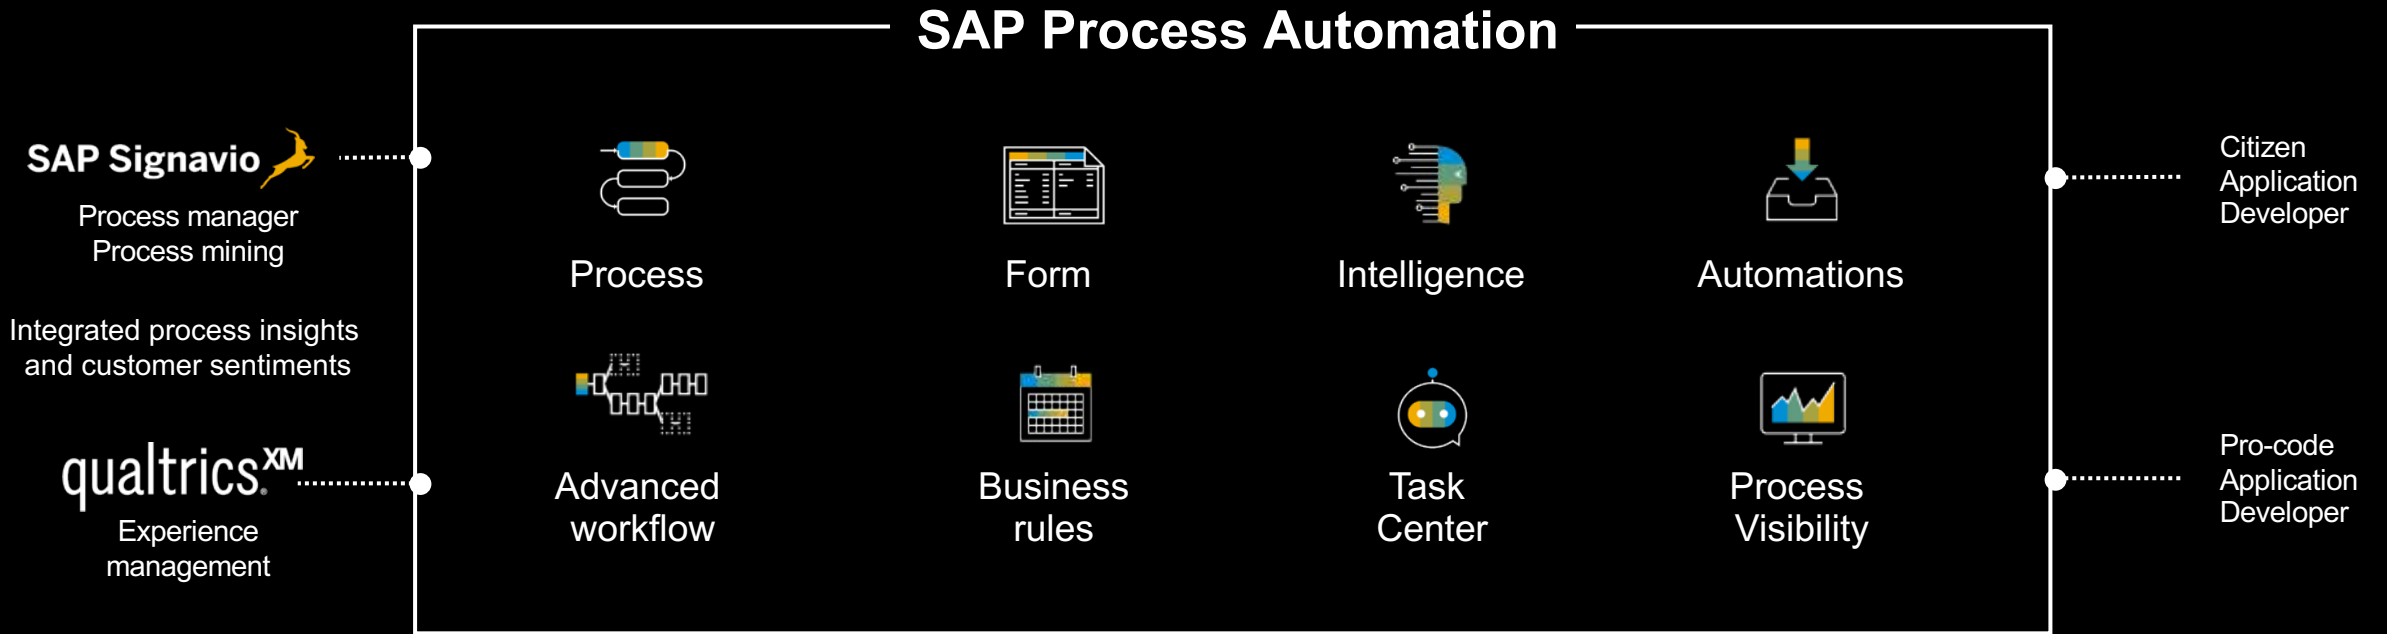 SAP Process Automation
SAP Signavio
Process manager
Process mining
Integrated process insights
and customer sentiments
qualtrics.XM
Experience
management
Process
Form
Intelligence
Automations
Advanced
workflow
Business
rules
Task
Center
Process
Visibility
Citizen
Application
Developer
Pro-code
Application
Developer